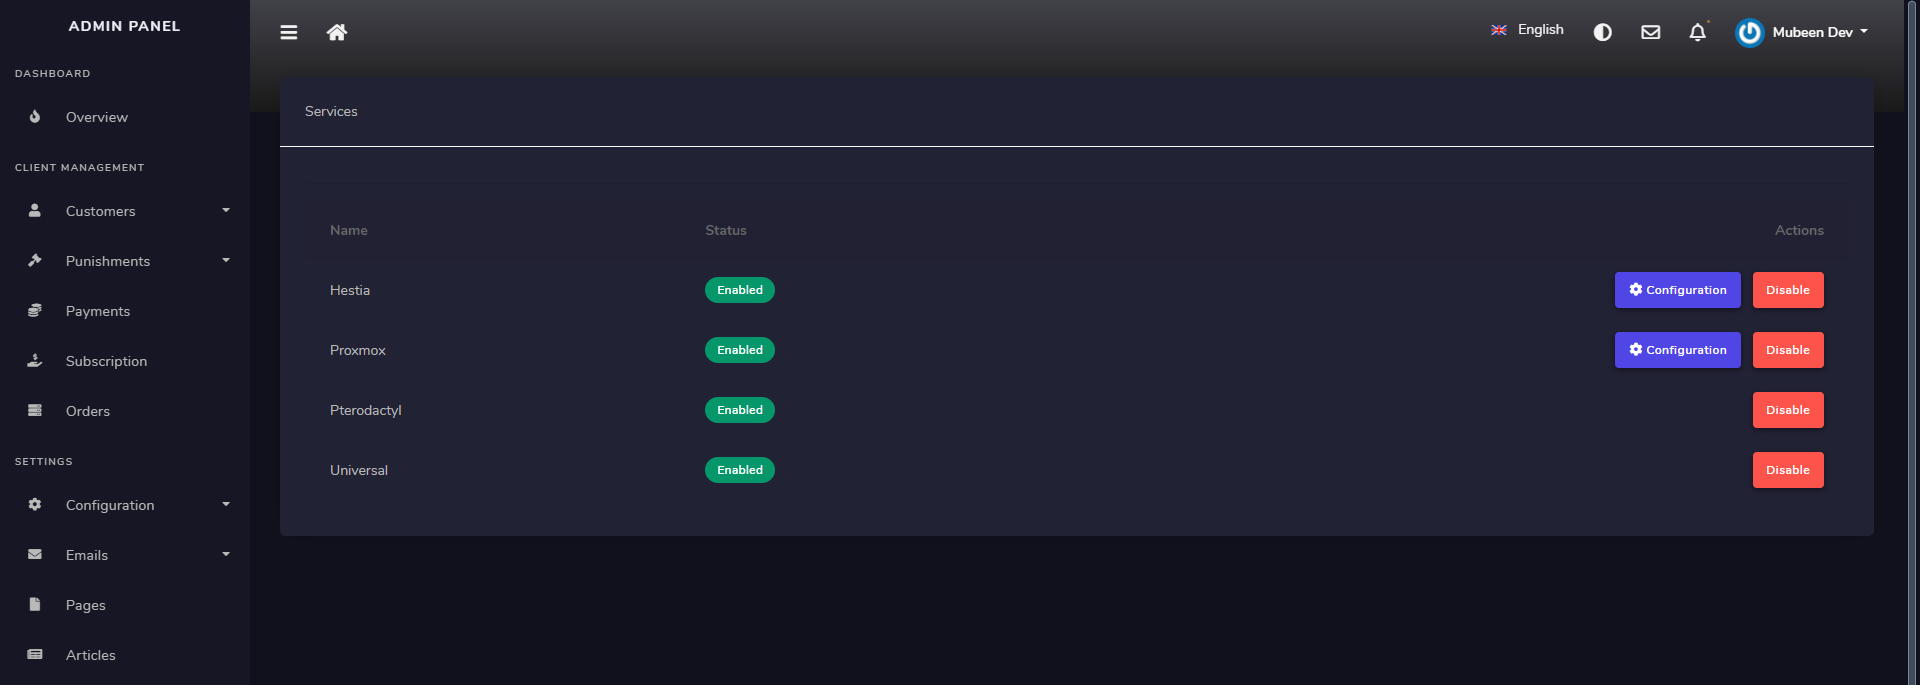 ADMIN PANEL
English
Mubeen Dev
DASHBOARD
Overview
CLIENT MANAGEMENT
Customers
Punishments
Payments
Subscription
Orders
SETTINGS
Configuration
Emails
Pages
Articles
Services
Name Status Actions
Hestia Enabled Configuration Disable
Proxmox Enabled Configuration Disable
Pterodactyl Enabled Disable
Universal Enabled Disable